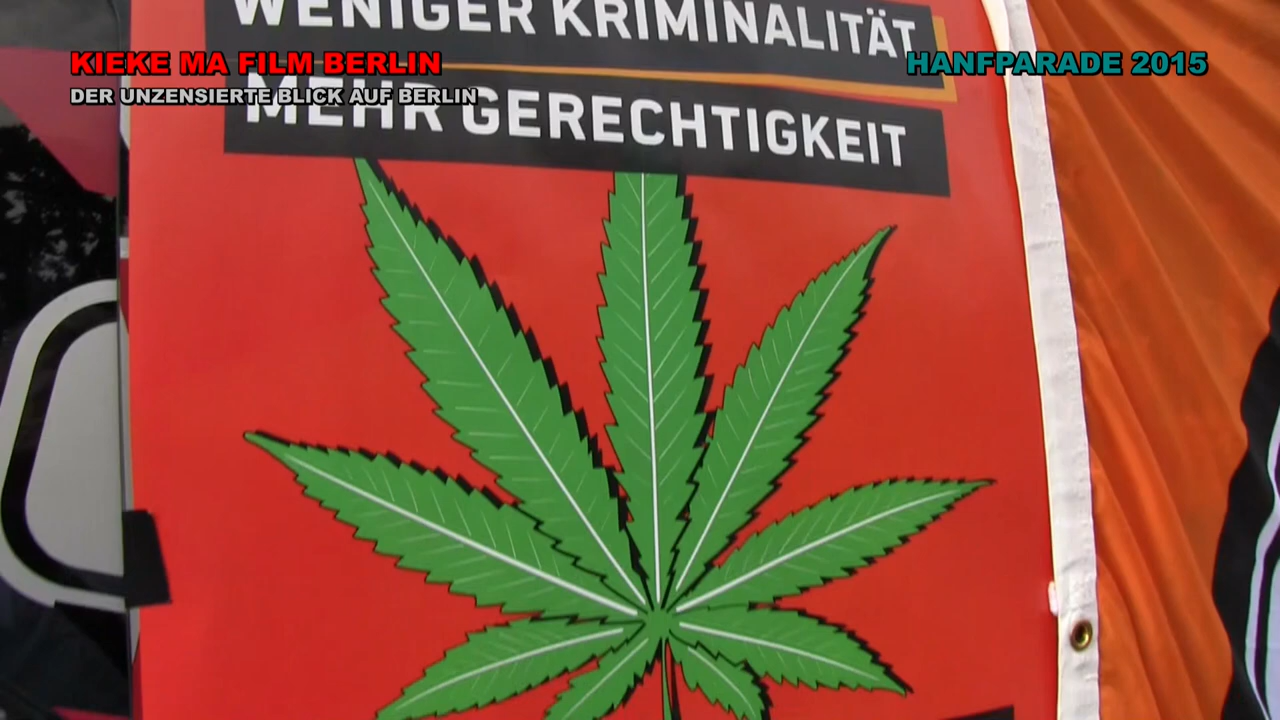 WENIGER KRIMINALITÄT
KIEKE MA FILM BERLIN
HANFPARADE 2015
DER UNZENSIERTE BLICK AUF BERLIN
MEHR GERECHTIGKEIT